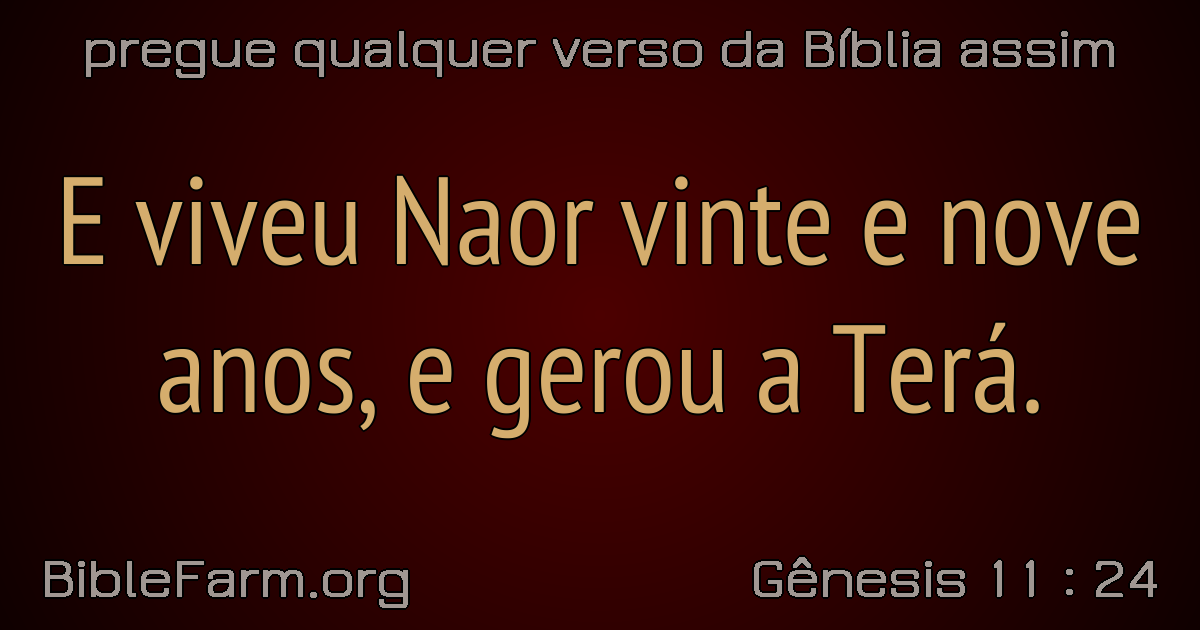 pregue qualquer verso da Bíblia assim
E viveu Naor vinte e nove
anos, e gerou a Terá.
BibleFarm.org
Gênesis 11 : 24